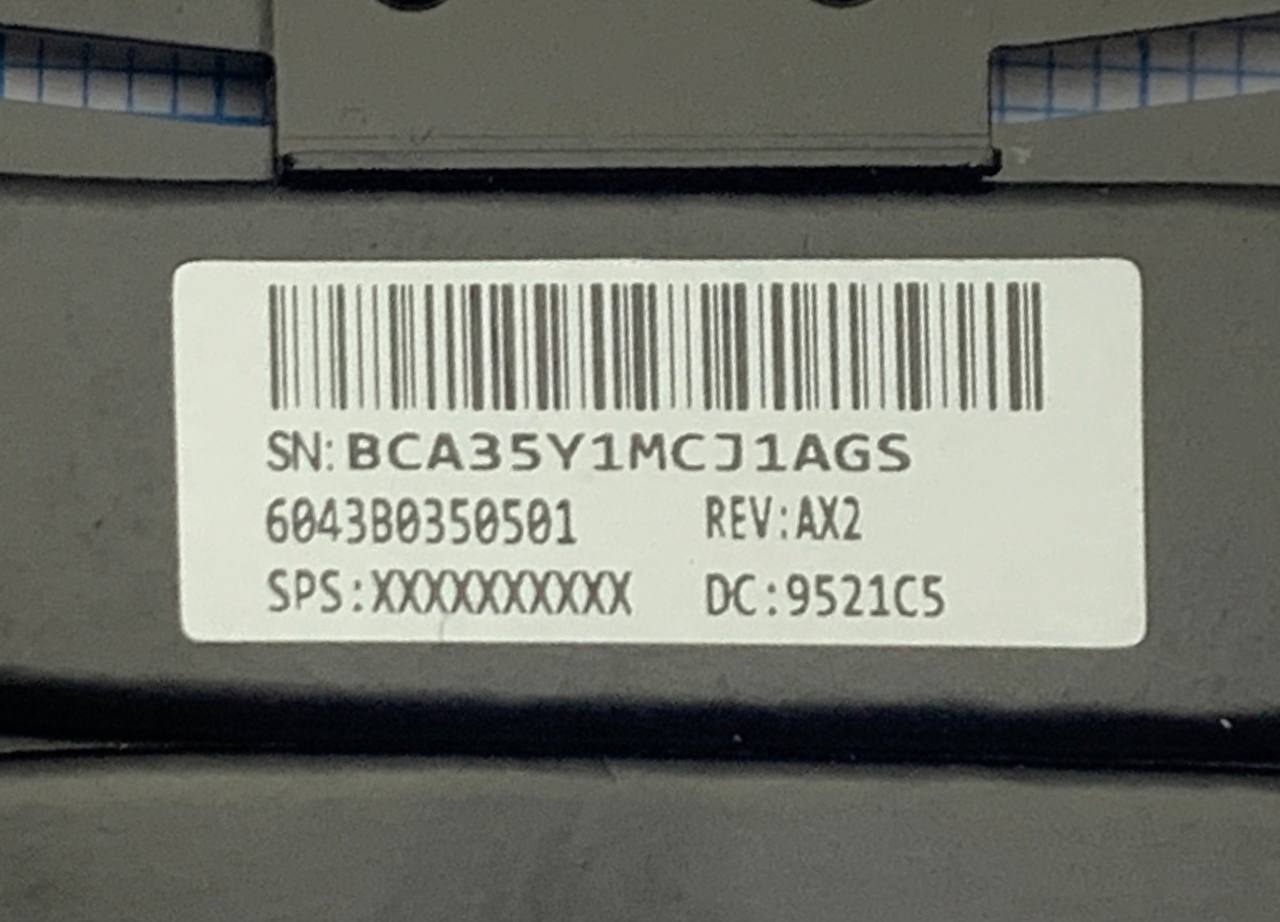 SN:BCA35Y1MCJ1AGS
6043B0350501 REV:AX2
SPS:XXXXXXXXXX DC:9521C5